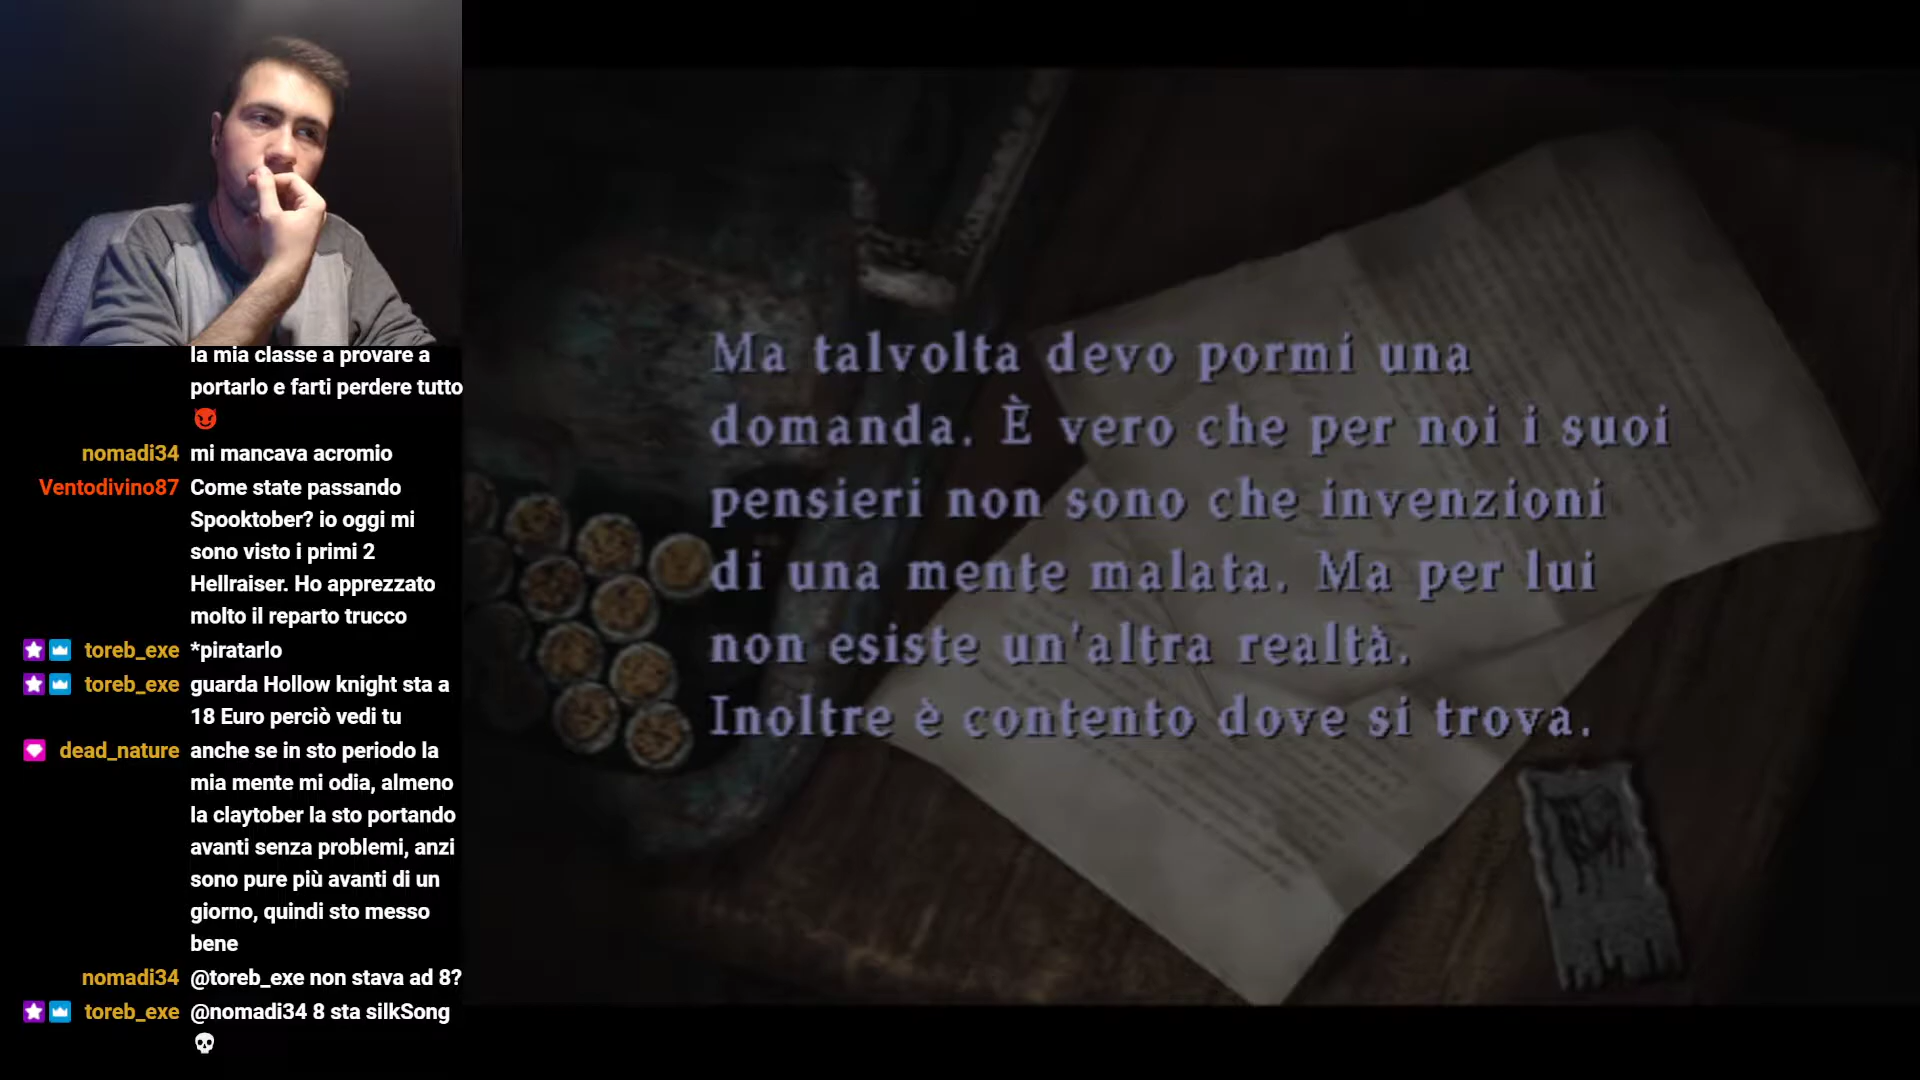 la mia classe a provare a
portarlo e farti perdere tutto
😈
nomadi34 mi mancava acromio
Ventodivino87 Come state passando
Spooktober? io oggi mi
sono visto i primi 2
Hellraiser. Ho apprezzato
molto il reparto trucco
toreb_exe *piratarlo
toreb_exe guarda Hollow knight sta a
18 Euro perciò vedi tu
dead_nature anche se in sto periodo la
mia mente mi odia, almeno
la claytober la sto portando
avanti senza problemi, anzi
sono pure più avanti di un
giorno, quindi sto messo
bene
nomadi34 @toreb_exe non stava ad 8?
toreb_exe @nomadi34 8 sta silkSong
💀
Ma talvolta devo pormi una
domanda. È vero che per noi i suoi
pensieri non sono che invenzioni
di una mente malata. Ma per lui
non esiste un'altra realtà.
Inoltre è contento dove si trova.